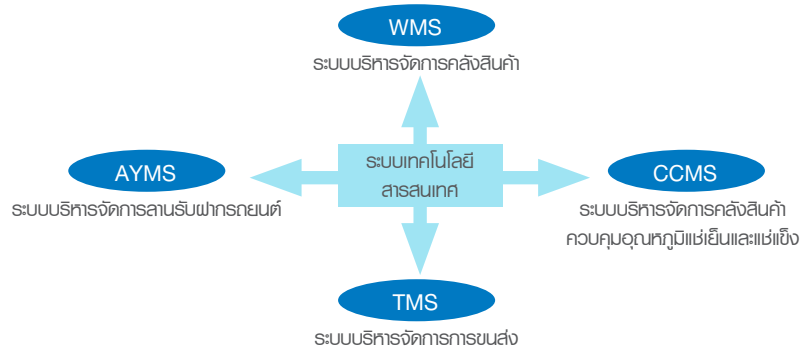 WMS
ระบบบริหารจัดการคลังสินค้า
ระบบเทคโนโลยี
สารสนเทศ
AYMS
ระบบบริหารจัดการลานรับฝากรถยนต์
CCMS
ระบบบริหารจัดการคลังสินค้า
ควบคุมอุณหภูมิแช่เย็นและแช่แข็ง
TMS
ระบบบริหารจัดการการขนส่ง